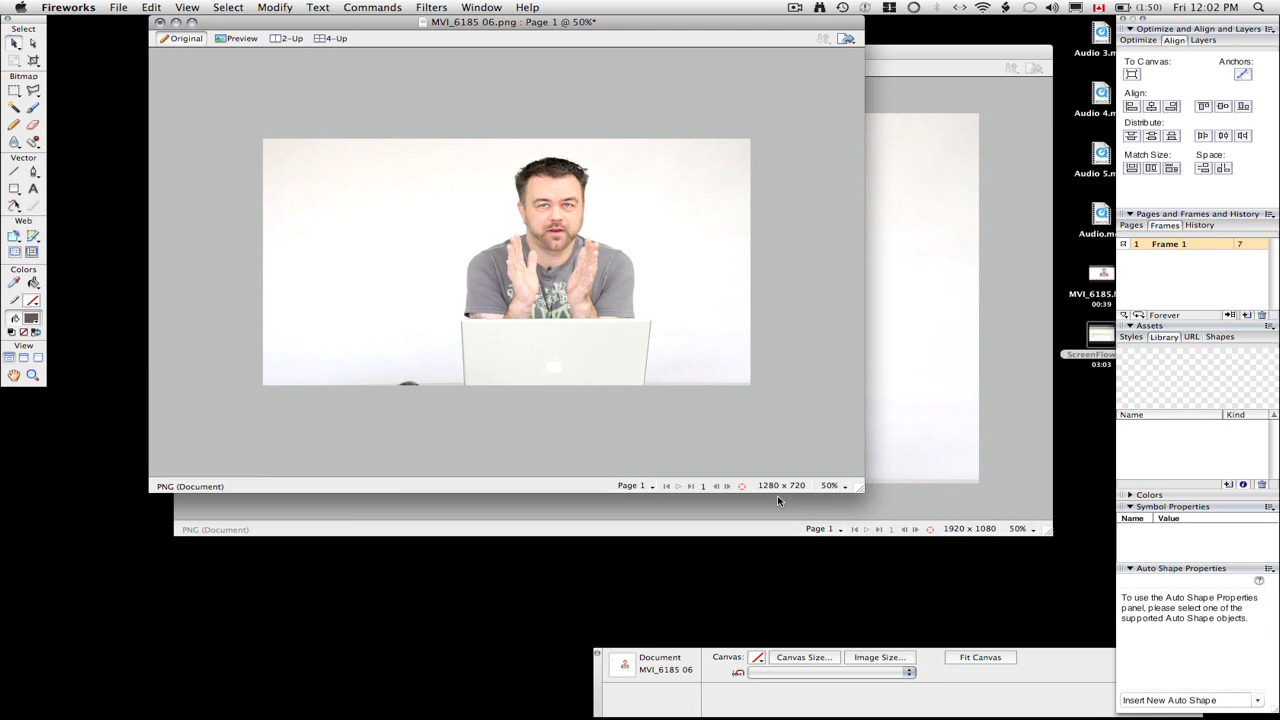 Fireworks File Edit View Select Modify Text Commands Filters Window Help (1:50) Fri 12:02 PM
Select
Bitmap
Vector
Web
Colors
View
MVI_6185 06.png : Page 1 @ 50%*
Original Preview 2-Up 4-Up
PNG (Document) Page 1 1 1280 x 720 50%
PNG (Document) Page 1 1 1920 x 1080 50%
Audio 3.m
Audio 4.m
Audio 5.m
Audio.m
MVI_6185.
00:39
ScreenFlow
03:03
Optimize and Align and Layers
Optimize Align Layers
To Canvas: Anchors:
Align:
Distribute:
Match Size: Space:
Pages and Frames and History
Pages Frames History
1 Frame 1 7
Forever
Assets
Styles Library URL Shapes
Name Kind
Colors
Symbol Properties
Name Value
Auto Shape Properties
To use the Auto Shape Properties
panel, please select one of the
supported Auto Shape objects.
Insert New Auto Shape
Document
MVI_6185 06
Canvas: Canvas Size... Image Size... Fit Canvas